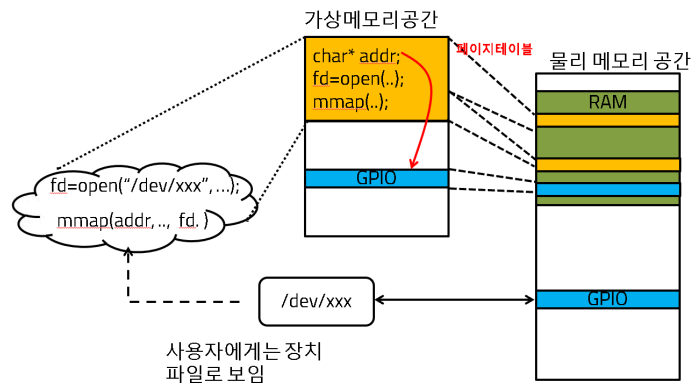 가상메모리공간
char* addr;
fd=open(..);
mmap(..);
페이지테이블
물리 메모리 공간
RAM
GPIO
fd=open("/dev/xxx", ...);
mmap(addr, .., fd. )
/dev/xxx
GPIO
사용자에게는 장치
파일로 보임